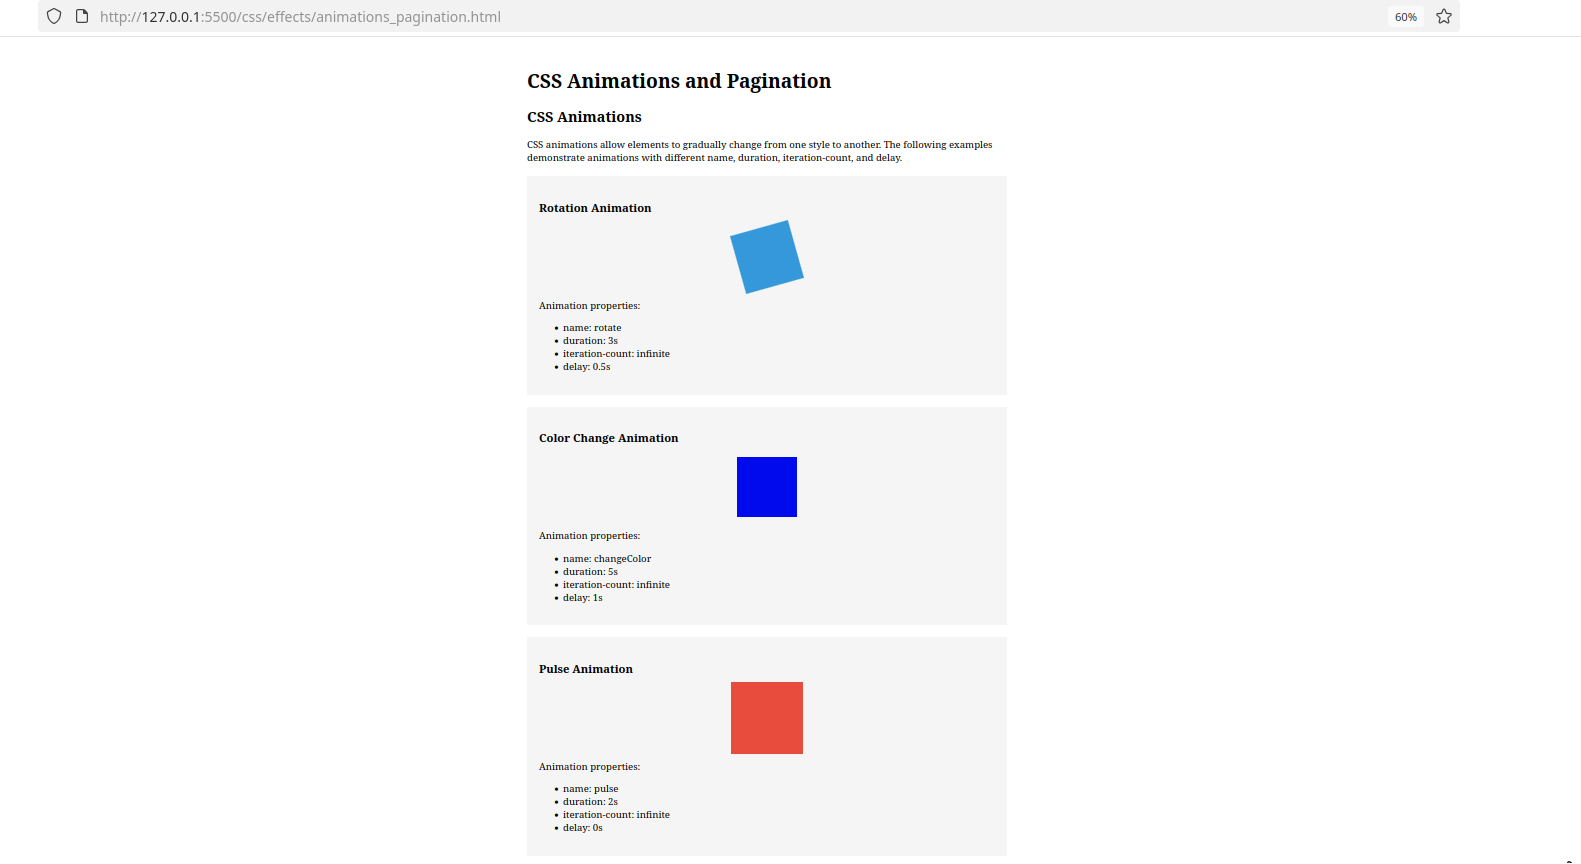 http://127.0.0.1:5500/css/effects/animations_pagination.html
60%
CSS Animations and Pagination
CSS Animations
CSS animations allow elements to gradually change from one style to another. The following examples
demonstrate animations with different name, duration, iteration-count, and delay.
Rotation Animation
Animation properties:
• name: rotate
• duration: 3s
• iteration-count: infinite
• delay: 0.5s
Color Change Animation
Animation properties:
• name: changeColor
• duration: 5s
• iteration-count: infinite
• delay: 1s
Pulse Animation
Animation properties:
• name: pulse
• duration: 2s
• iteration-count: infinite
• delay: 0s